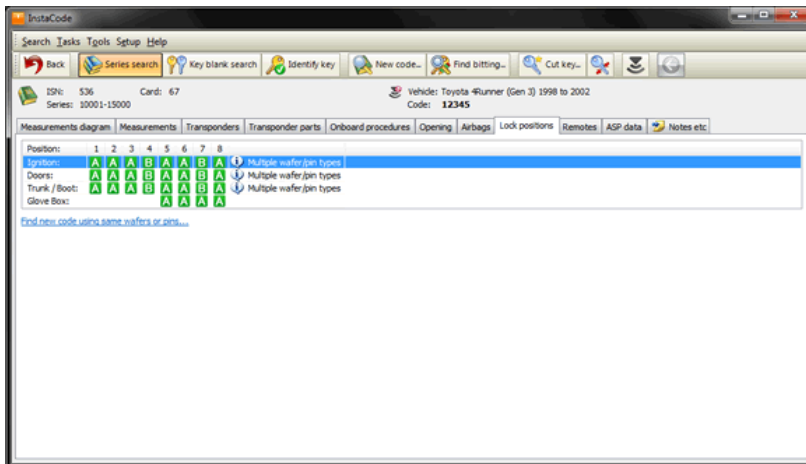 InstaCode
Search Tasks Tools Setup Help
Back Series search Key blank search Identify key New code... Find bitting... Cut key...
ISN: 536 Card: 67 Vehicle: Toyota 4Runner (Gen 3) 1998 to 2002
Series: 10001-15000 Code: 12345
Measurements diagram Measurements Transponders Transponder parts Onboard procedures Opening Airbags Lock positions Remotes ASP data Notes etc
Position: 1 2 3 4 5 6 7 8
Ignition: A A A B A A B A Multiple wafer/pin types
Doors: A A A B A A B A Multiple wafer/pin types
Trunk / Boot: A A A B A A B A Multiple wafer/pin types
Glove Box: A A A A
Find new code using same wafers or pins...